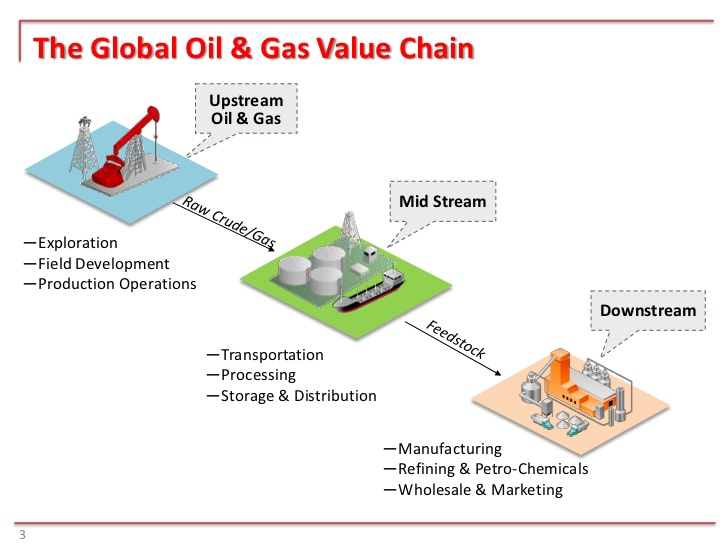 The Global Oil & Gas Value Chain
Upstream
Oil & Gas
Raw Crude/Gas
Mid Stream
—Exploration
—Field Development
—Production Operations
Downstream
Feedstock
—Transportation
—Processing
—Storage & Distribution
—Manufacturing
—Refining & Petro-Chemicals
—Wholesale & Marketing
3